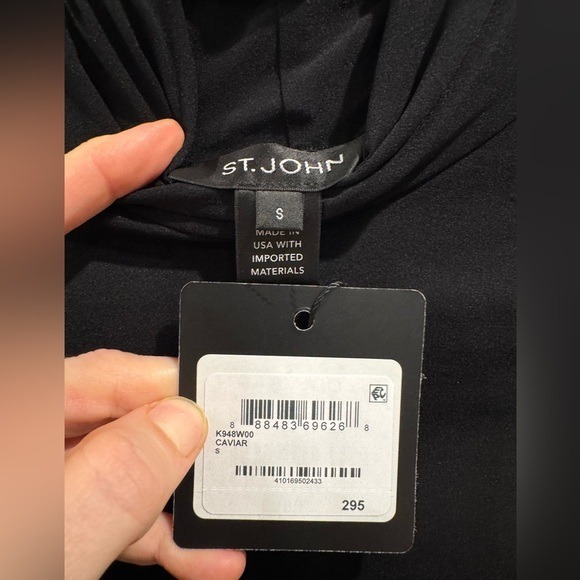 ST. JOHN
S
MADE IN
USA WITH
IMPORTED
MATERIALS
8 88483 69626 8
K948W00
CAVIAR
S
410169502433
295